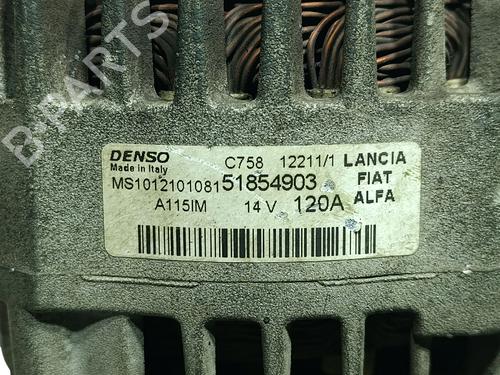 B-PARTS
DENSO C758 12211/1 LANCIA
Made in Italy FIAT
MS1012101081 51854903 ALFA
A115IM 14 V 120A